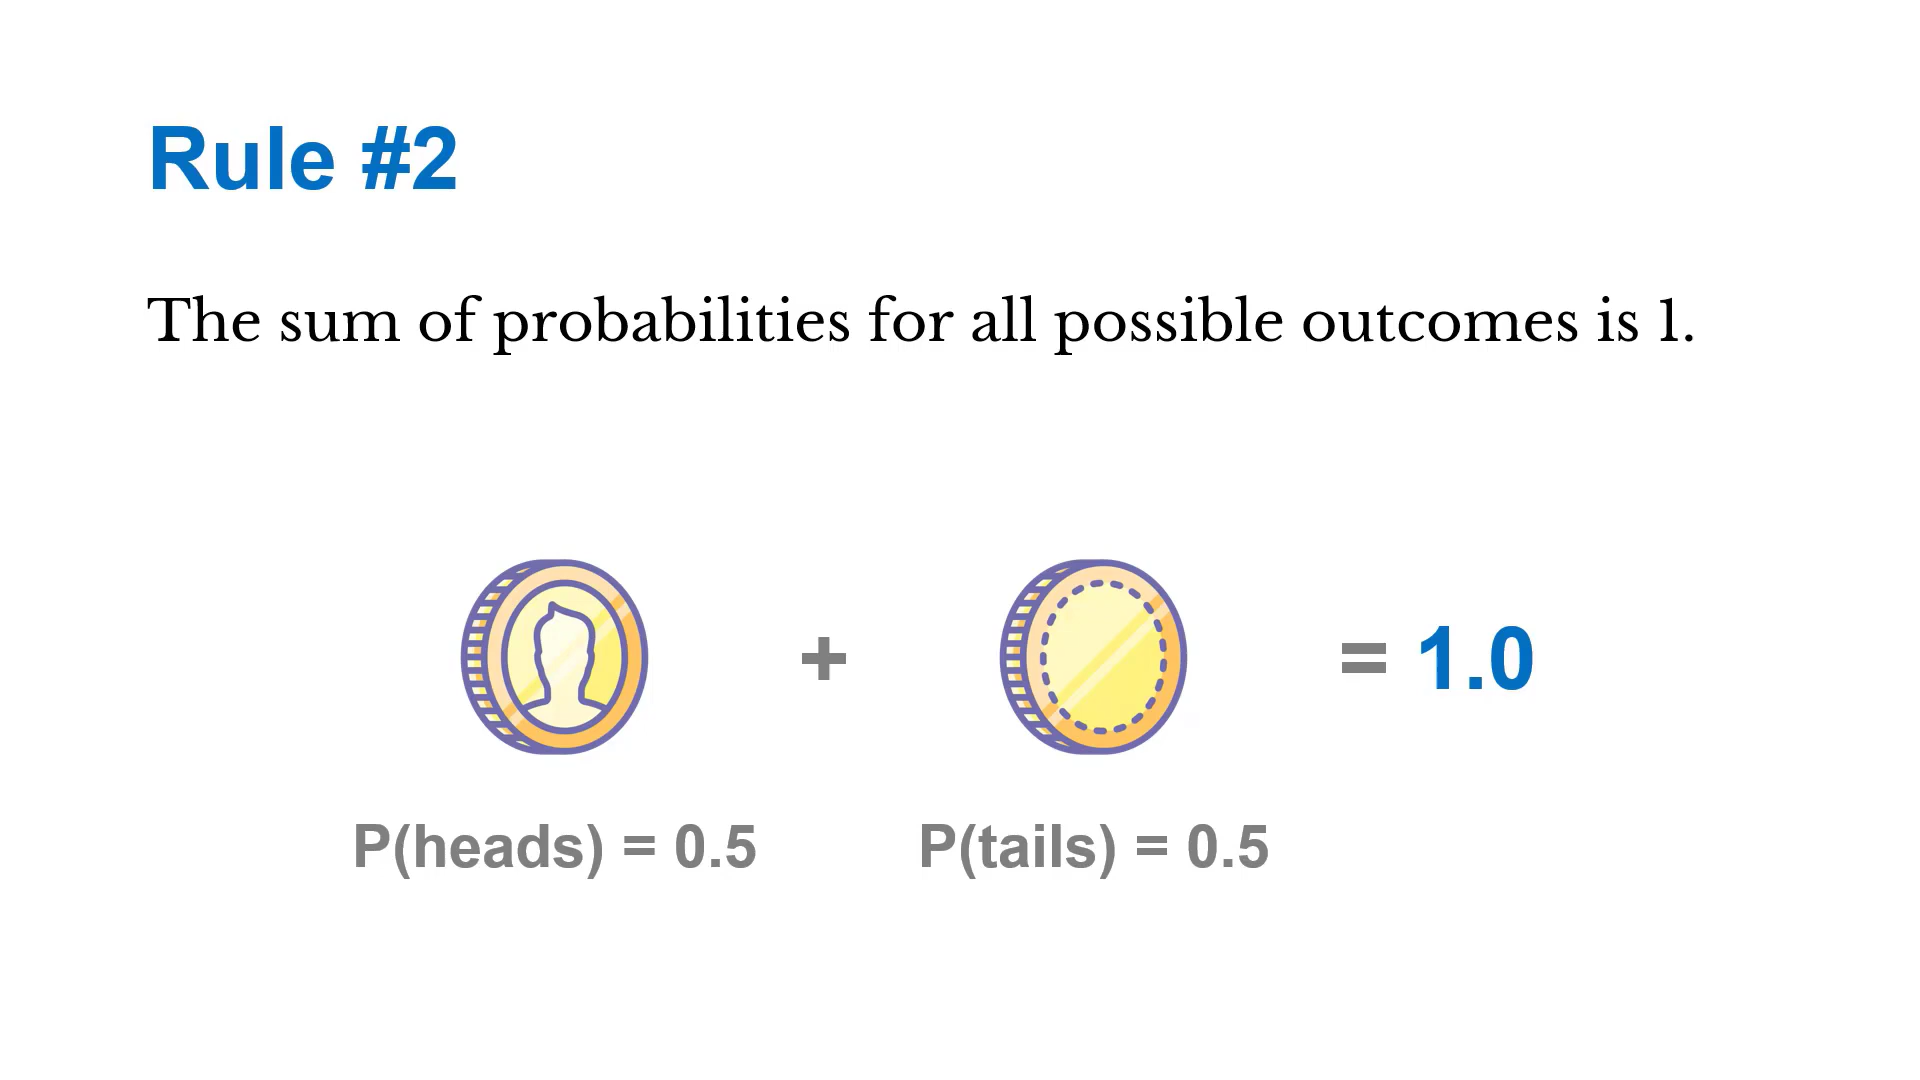 Rule #2
The sum of probabilities for all possible outcomes is 1.
+ = 1.0
P(heads) = 0.5 P(tails) = 0.5